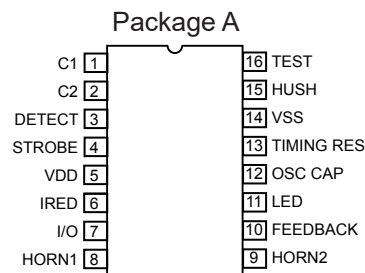 Package A
C1 1 16 TEST
C2 2 15 HUSH
DETECT 3 14 VSS
STROBE 4 13 TIMING RES
VDD 5 12 OSC CAP
IRED 6 11 LED
I/O 7 10 FEEDBACK
HORN1 8 9 HORN2